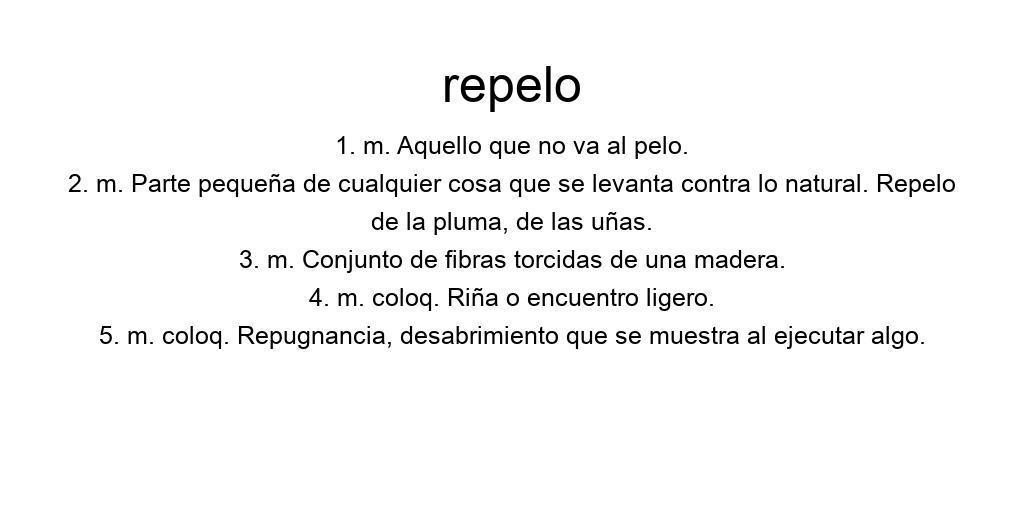 repelo
1. m. Aquello que no va al pelo.
2. m. Parte pequeña de cualquier cosa que se levanta contra lo natural. Repelo
de la pluma, de las uñas.
3. m. Conjunto de fibras torcidas de una madera.
4. m. coloq. Riña o encuentro ligero.
5. m. coloq. Repugnancia, desabrimiento que se muestra al ejecutar algo.